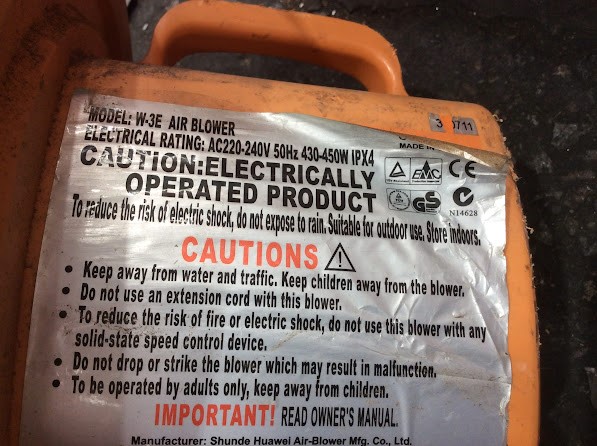 MODEL: W-3E AIR BLOWER
ELECTRICAL RATING: AC220-240V 50Hz 430-450W IPX4
CAUTION:ELECTRICALLY
OPERATED PRODUCT
MADE IN
EMC CE
GS N14628
To reduce the risk of electric shock, do not expose to rain. Suitable for outdoor use. Store indoors.
CAUTIONS
• Keep away from water and traffic. Keep children away from the blower.
• Do not use an extension cord with this blower.
• To reduce the risk of fire or electric shock, do not use this blower with any
solid-state speed control device.
• Do not drop or strike the blower which may result in malfunction.
• To be operated by adults only, keep away from children.
IMPORTANT! READ OWNER'S MANUAL.
Manufacturer: Shunde Huawei Air-Blower Mfg. Co., Ltd.